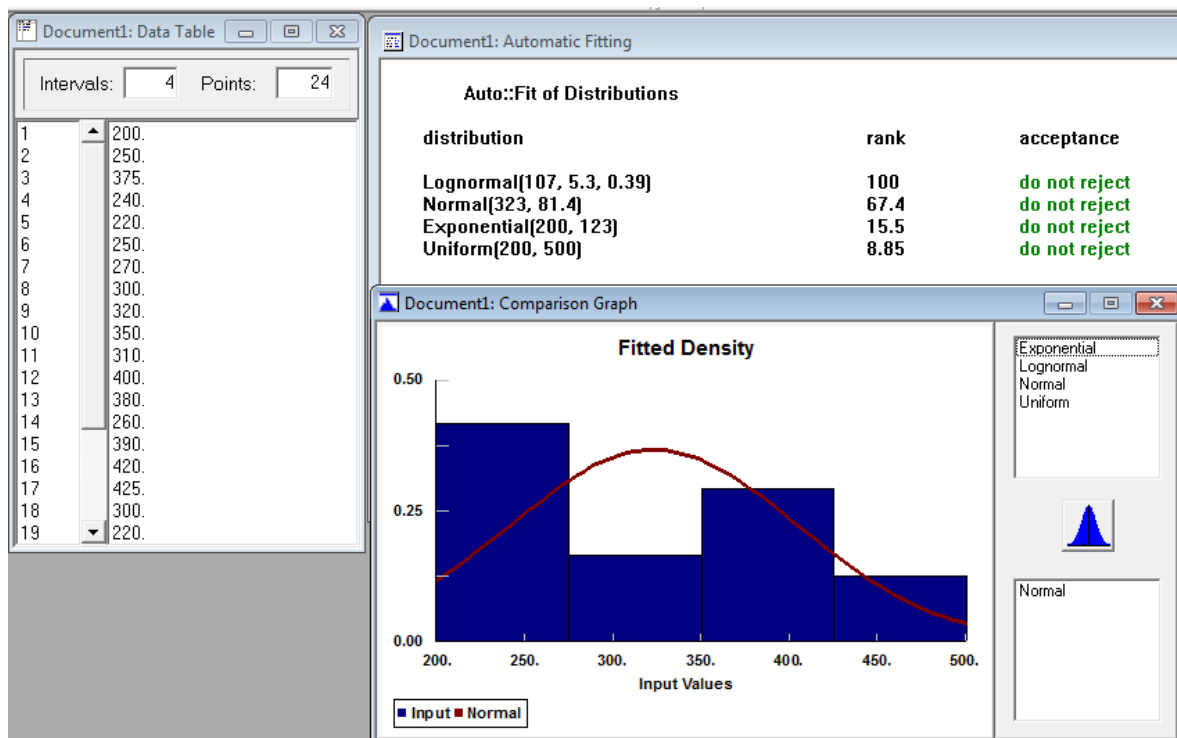 Document1: Data Table
Intervals: 4 Points: 24
1 200.
2 250.
3 375.
4 240.
5 220.
6 250.
7 270.
8 300.
9 320.
10 350.
11 310.
12 400.
13 380.
14 260.
15 390.
16 420.
17 425.
18 300.
19 220.
Document1: Automatic Fitting
Auto::Fit of Distributions
distribution rank acceptance
Lognormal(107, 5.3, 0.39) 100 do not reject
Normal(323, 81.4) 67.4 do not reject
Exponential(200, 123) 15.5 do not reject
Uniform(200, 500) 8.85 do not reject
Document1: Comparison Graph
Fitted Density
0.50
0.25
0.00
200. 250. 300. 350. 400. 450. 500.
Input Values
Input Normal
Exponential
Lognormal
Normal
Uniform
Normal